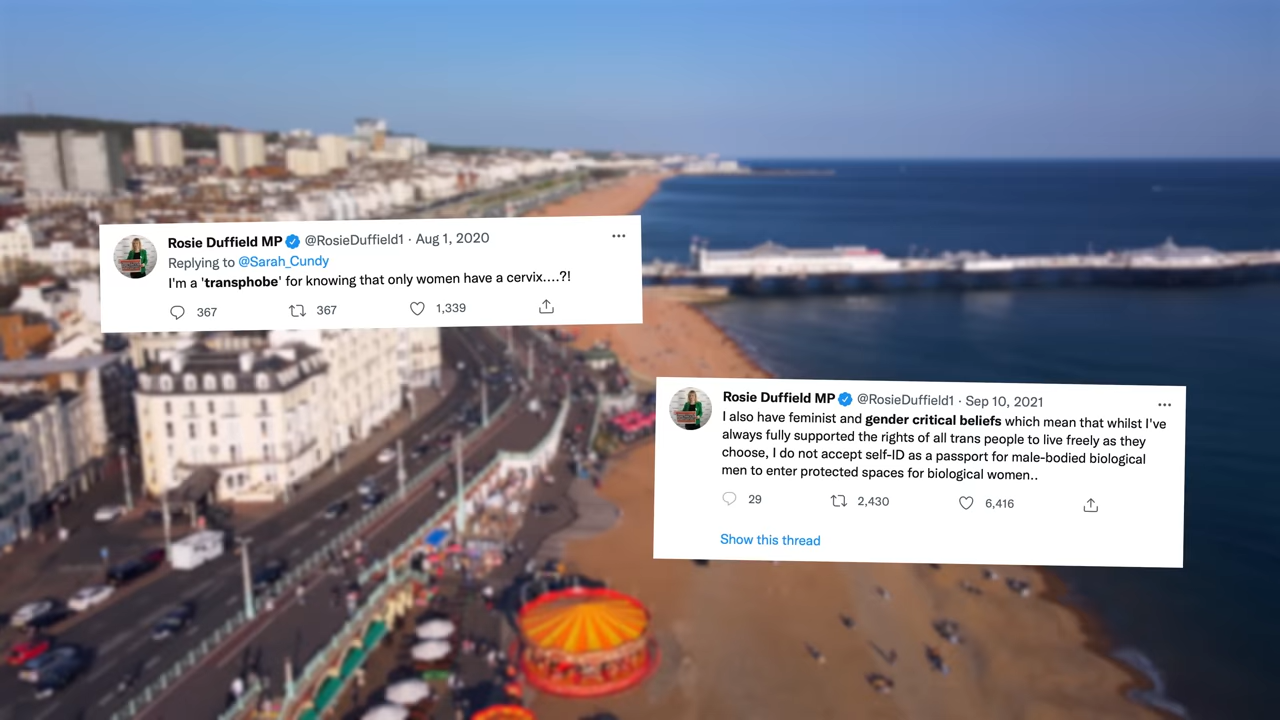 Rosie Duffield MP @RosieDuffield1 · Aug 1, 2020
Replying to @Sarah_Cundy
I'm a 'transphobe' for knowing that only women have a cervix....?!
367 367 1,339
Rosie Duffield MP @RosieDuffield1 · Sep 10, 2021
I also have feminist and gender critical beliefs which mean that whilst I've
always fully supported the rights of all trans people to live freely as they
choose, I do not accept self-ID as a passport for male-bodied biological
men to enter protected spaces for biological women..
29 2,430 6,416
Show this thread